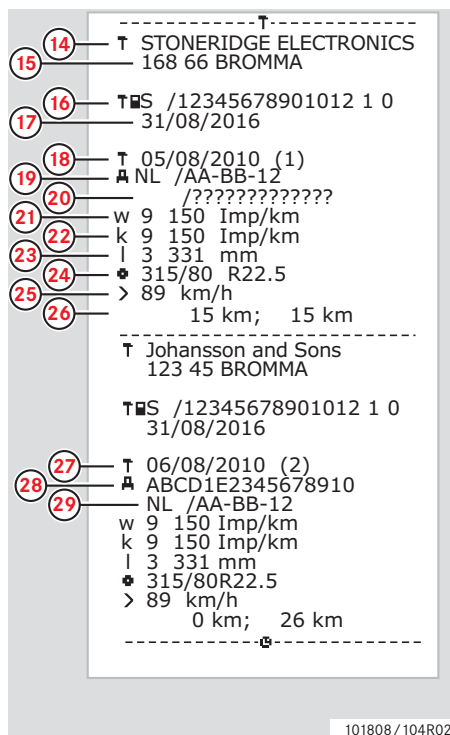 14 STONERIDGE ELECTRONICS
15 168 66 BROMMA
16 S /12345678901012 1 0
17 31/08/2016
18 05/08/2010 (1)
19 NL /AA-BB-12
20 /?????????????
21 w 9 150 Imp/km
22 k 9 150 Imp/km
23 l 3 331 mm
24 315/80 R22.5
25 > 89 km/h
26 15 km; 15 km
Johansson and Sons
123 45 BROMMA
S /12345678901012 1 0
31/08/2016
27 06/08/2010 (2)
28 ABCD1E2345678910
29 NL /AA-BB-12
w 9 150 Imp/km
k 9 150 Imp/km
l 3 331 mm
315/80R22.5
> 89 km/h
0 km; 26 km
101808/104R02